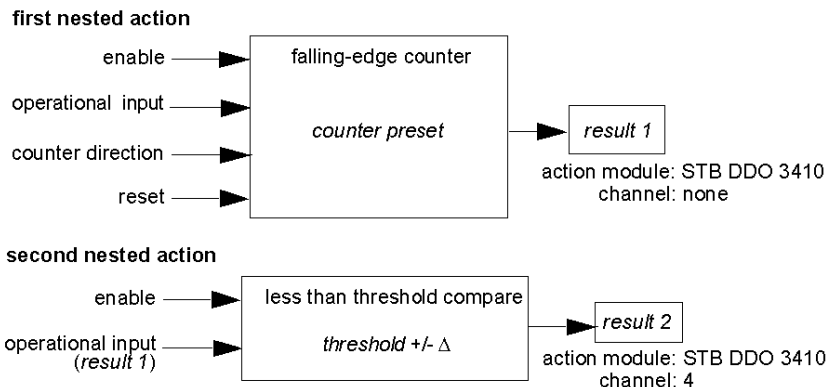 first nested action
enable
falling-edge counter
operational input
counter preset
result 1
counter direction
action module: STB DDO 3410
reset
channel: none
second nested action
enable
less than threshold compare
result 2
operational input
(result 1)
threshold +/- Δ
action module: STB DDO 3410
channel: 4